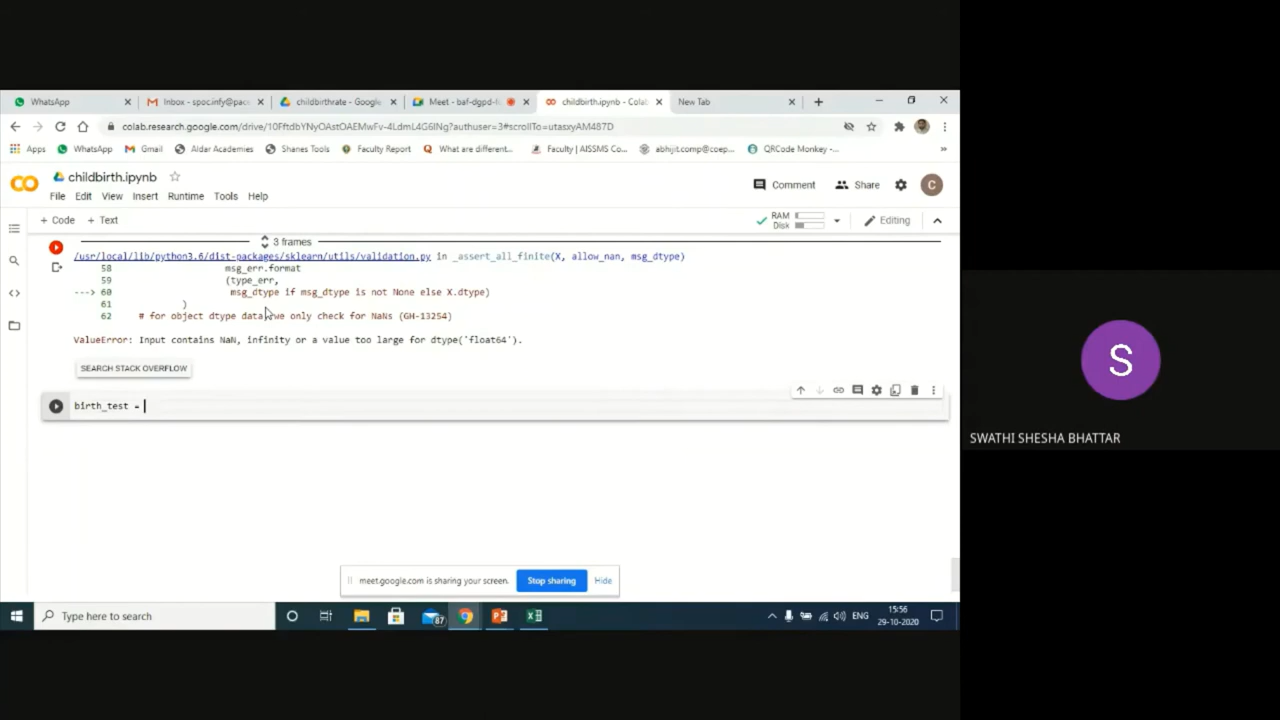 WhatsApp
Inbox - spoc.infy@pac
childbirthrate - Google
Meet - baf-dgpd-
childbirth.ipynb - Colab
New Tab
colab.research.google.com/drive/10FftdbYNyOAstOAEMwFv-4LdmL4G6INg?authuser=3#scrollTo=utasxyAM487D
Apps
WhatsApp
Gmail
Aldar Academies
Shanes Tools
Faculty Report
What are different...
Faculty | AISSMS Co...
abhijit.comp@coep...
QRCode Monkey -...
childbirth.ipynb
File Edit View Insert Runtime Tools Help
Comment
Share
C
+ Code + Text
RAM
Disk
Editing
3 frames
/usr/local/lib/python3.6/dist-packages/sklearn/utils/validation.py in _assert_all_finite(X, allow_nan, msg_dtype)
58 msg_err.format
59 (type_err,
---> 60 msg_dtype if msg_dtype is not None else X.dtype)
61 )
62 # for object dtype data, we only check for NaNs (GH-13254)
ValueError: Input contains NaN, infinity or a value too large for dtype('float64').
SEARCH STACK OVERFLOW
birth_test =
meet.google.com is sharing your screen.
Stop sharing
Hide
Type here to search
87
ENG
15:56
29-10-2020
S
SWATHI SHESHA BHATTAR